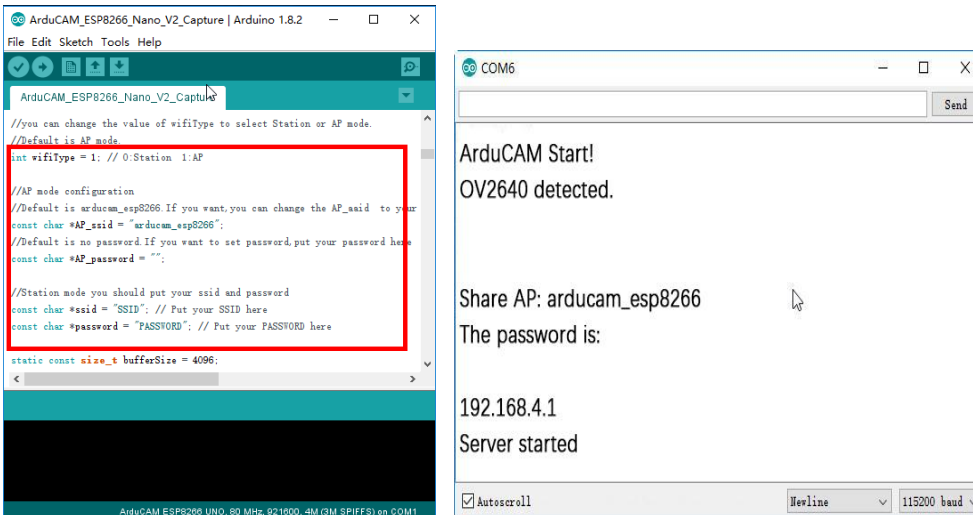 ArduCAM_ESP8266_Nano_V2_Capture | Arduino 1.8.2
File Edit Sketch Tools Help
ArduCAM_ESP8266_Nano_V2_Capture
//you can change the value of wifiType to select Station or AP mode.
//Default is AP mode.
int wifiType = 1; // 0:Station 1:AP
//AP mode configuration
//Default is arducam_esp8266.If you want,you can change the AP_aaid to your
const char *AP_ssid = "arducam_esp8266";
//Default is no password.If you want to set password,put your password here
const char *AP_password = "";
//Station mode you should put your ssid and password
const char *ssid = "SSID"; // Put your SSID here
const char *password = "PASSWORD"; // Put your PASSWORD here
static const size_t bufferSize = 4096;
ArduCAM ESP8266 UNO, 80 MHz, 921600, 4M (3M SPIFFS) on COM1
COM6
Send
ArduCAM Start!
OV2640 detected.
Share AP: arducam_esp8266
The password is:
192.168.4.1
Server started
Autoscroll
Newline
115200 baud